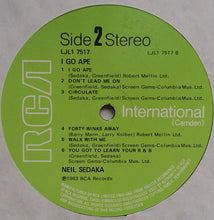 RCA
Side 2 Stereo
LJL1 7517
LJL1 7517 B
I GO APE
1 I GO APE
(Sedaka, Greenfield) Robert Mellin Ltd.
2 DON'T LEAD ME ON
(Sedaka, Greenfield) Screen Gems-Columbia Mus. Ltd.
3 CIRCULATE
(Sedaka, Greenfield) Screen Gems-Columbia Mus. Ltd.
International
(Camden)
4 FORTY WINKS AWAY
(Barry Mann, Larry Kolber) Robert Mellin Ltd.
5 WALK WITH ME
(Sedaka, Greenfield) Screen Gems-Columbia Mus. Ltd.
6 YOU GOT TO LEARN YOUR R & B
(Sedaka, Greenfield) Screen Gems-Columbia Mus. Ltd.
NEIL SEDAKA
RCA Records